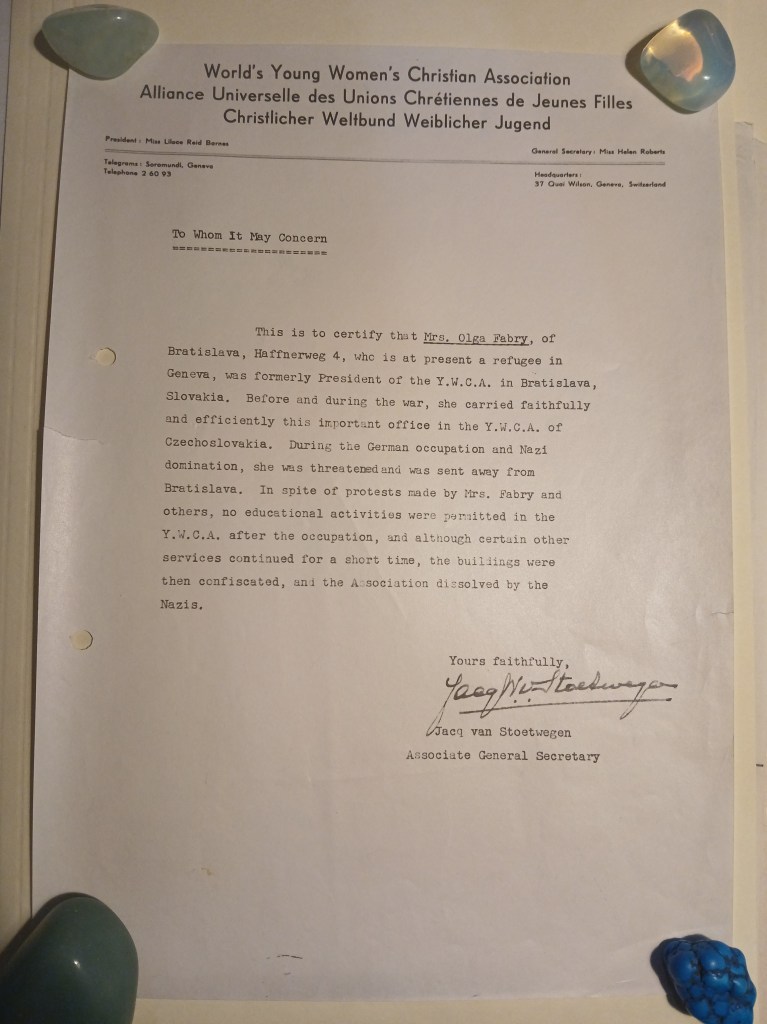 World's Young Women's Christian Association
Alliance Universelle des Unions Chrétiennes de Jeunes Filles
Christlicher Weltbund Weiblicher Jugend
President: Miss Lilace Reid Barnes
General Secretary: Miss Helen Roberts
Telegrams: Soromundi, Geneva
Telephone 2 60 93
Headquarters:
37 Quai Wilson, Geneva, Switzerland
To Whom It May Concern
======================
This is to certify that Mrs. Olga Fabry, of
Bratislava, Haffnerweg 4, who is at present a refugee in
Geneva, was formerly President of the Y.W.C.A. in Bratislava,
Slovakia. Before and during the war, she carried faithfully
and efficiently this important office in the Y.W.C.A. of
Czechoslovakia. During the German occupation and Nazi
domination, she was threatened and was sent away from
Bratislava. In spite of protests made by Mrs. Fabry and
others, no educational activities were permitted in the
Y.W.C.A. after the occupation, and although certain other
services continued for a short time, the buildings were
then confiscated, and the Association dissolved by the
Nazis.
Yours faithfully,
Jacq W v Stoetwegen
Jacq van Stoetwegen
Associate General Secretary